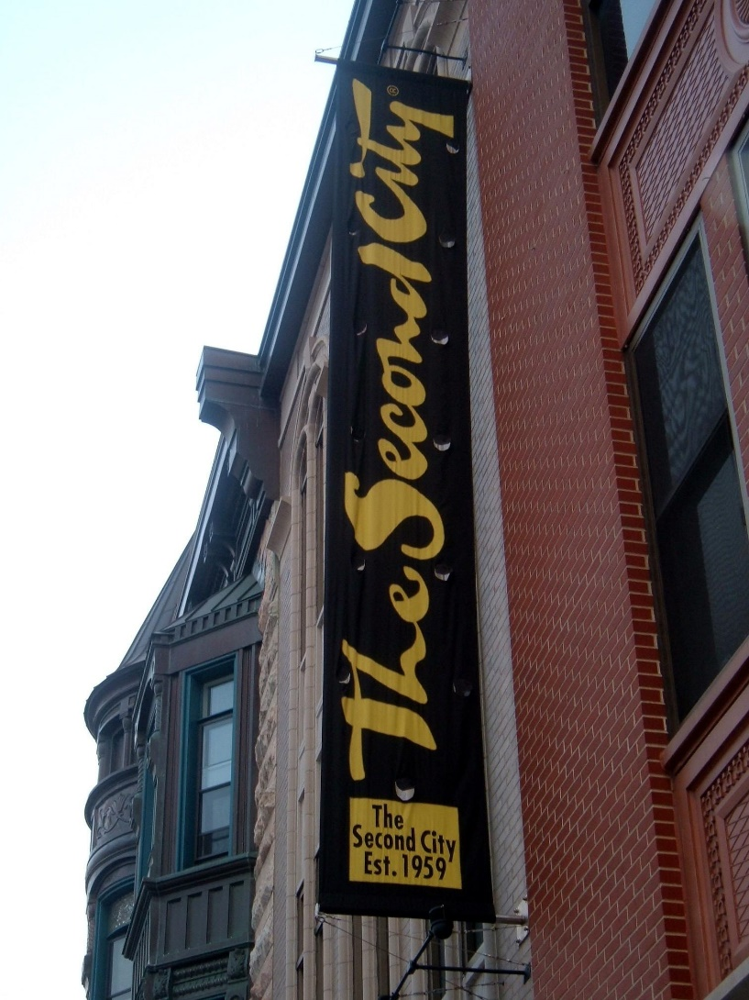 The Second City®
The
Second City
Est. 1959